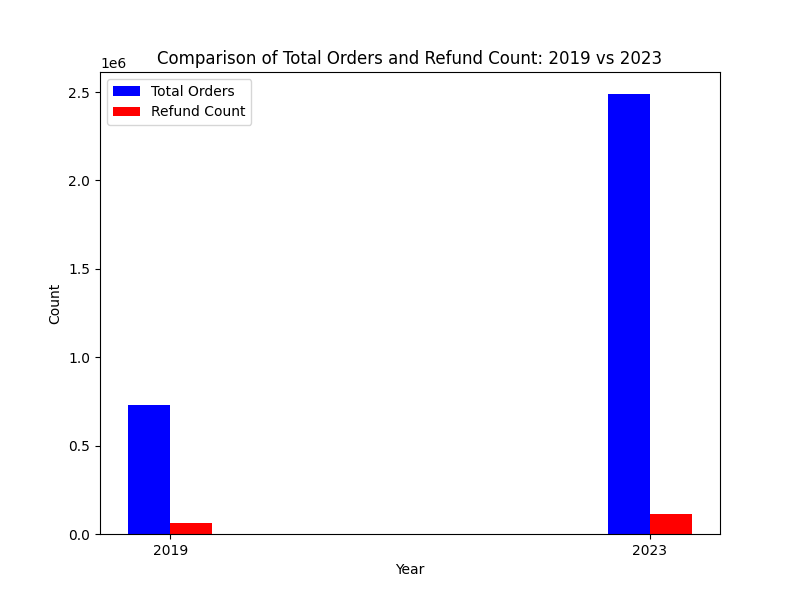 Comparison of Total Orders and Refund Count: 2019 vs 2023
1e6
Total Orders
Refund Count
2.5
2.0
1.5
1.0
0.5
0.0
Count
2019
2023
Year